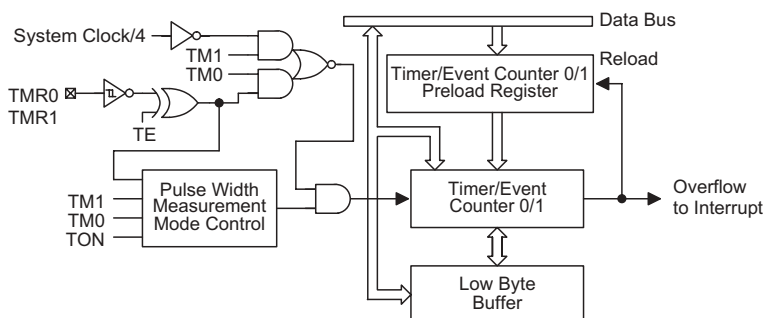 Data Bus
System Clock/4
TM1
TM0
Timer/Event Counter 0/1
Preload Register
Reload
TMR0
TMR1
TE
Pulse Width
Measurement
Mode Control
TM1
TM0
TON
Timer/Event
Counter 0/1
Overflow
to Interrupt
Low Byte
Buffer